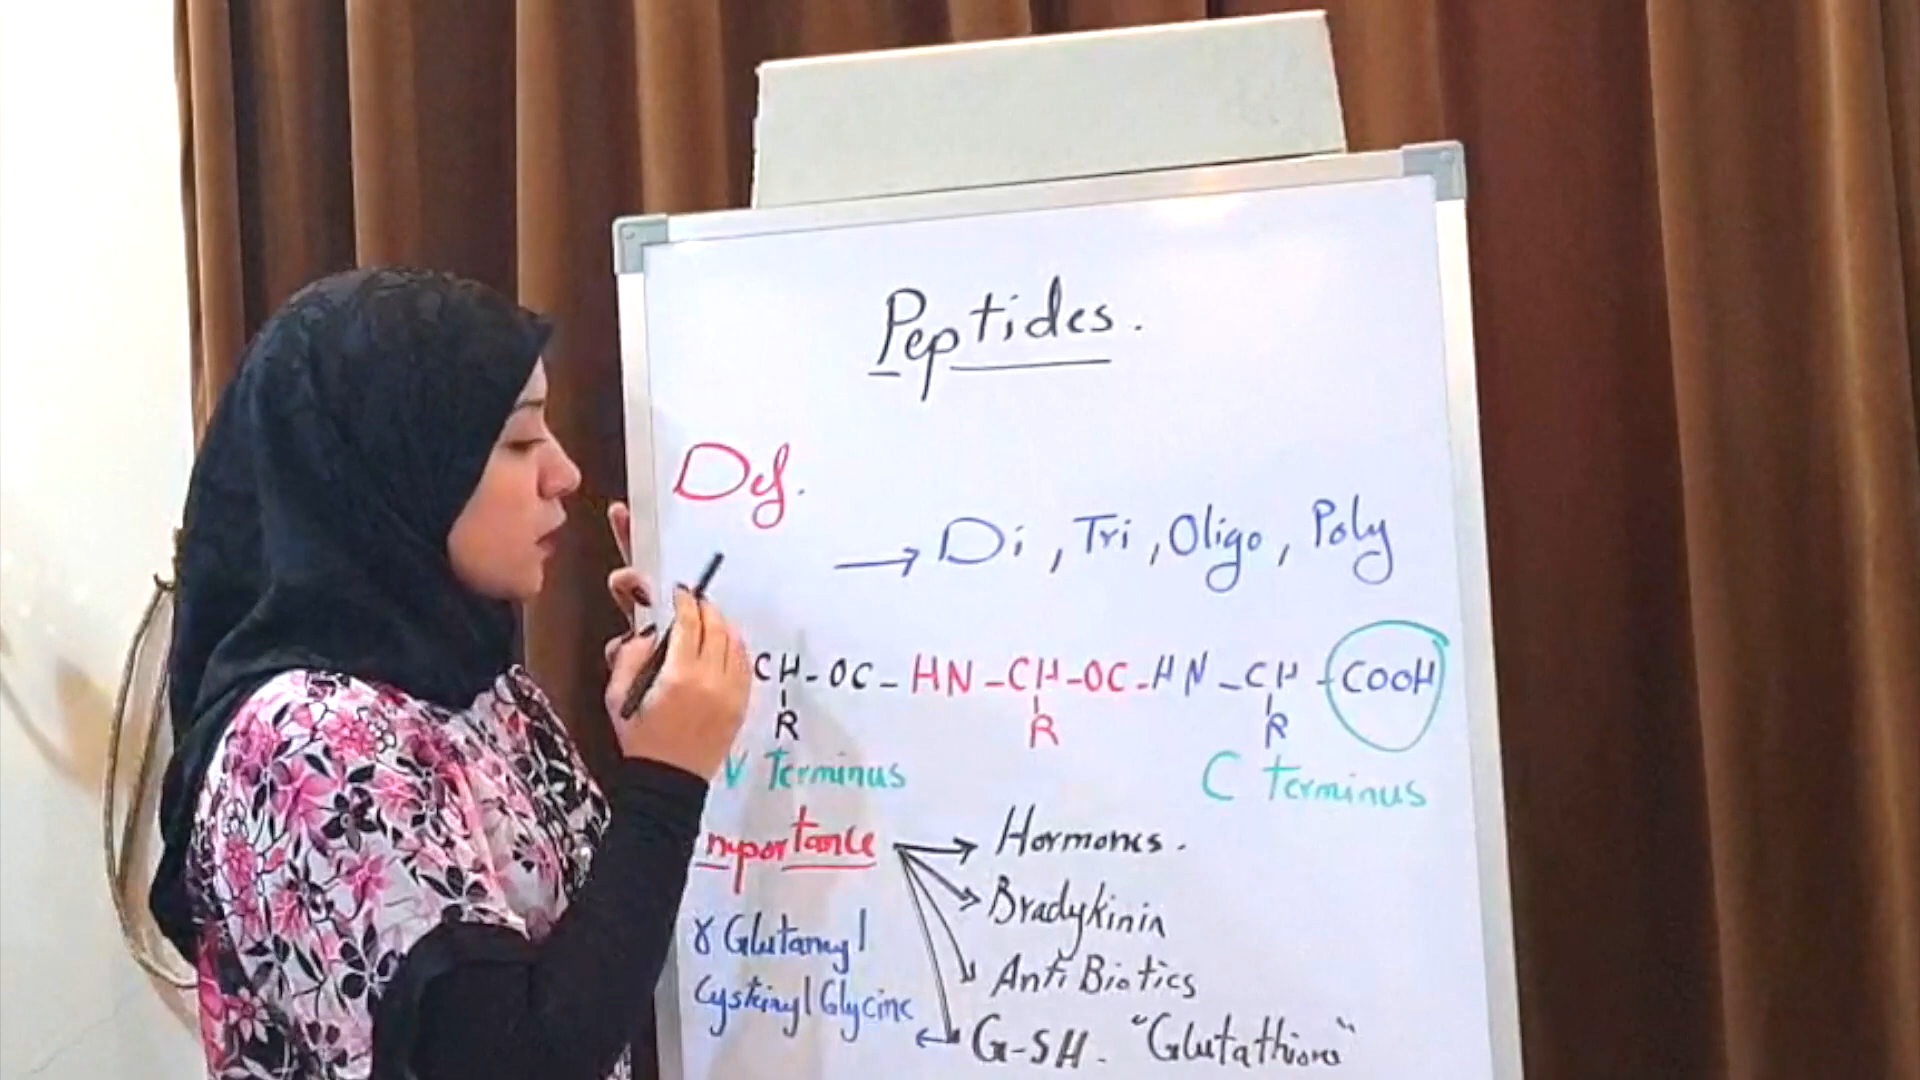 Peptides.
Def.
→ Di, Tri, Oligo, Poly
CH-OC-HN-CH-OC-HN-CH-COOH
R R R
N Terminus C terminus
mportance → Hormones.
Bradykinin
γ Glutamyl
Anti Biotics
Cysteinyl Glycine
G-SH. "Glutathione"